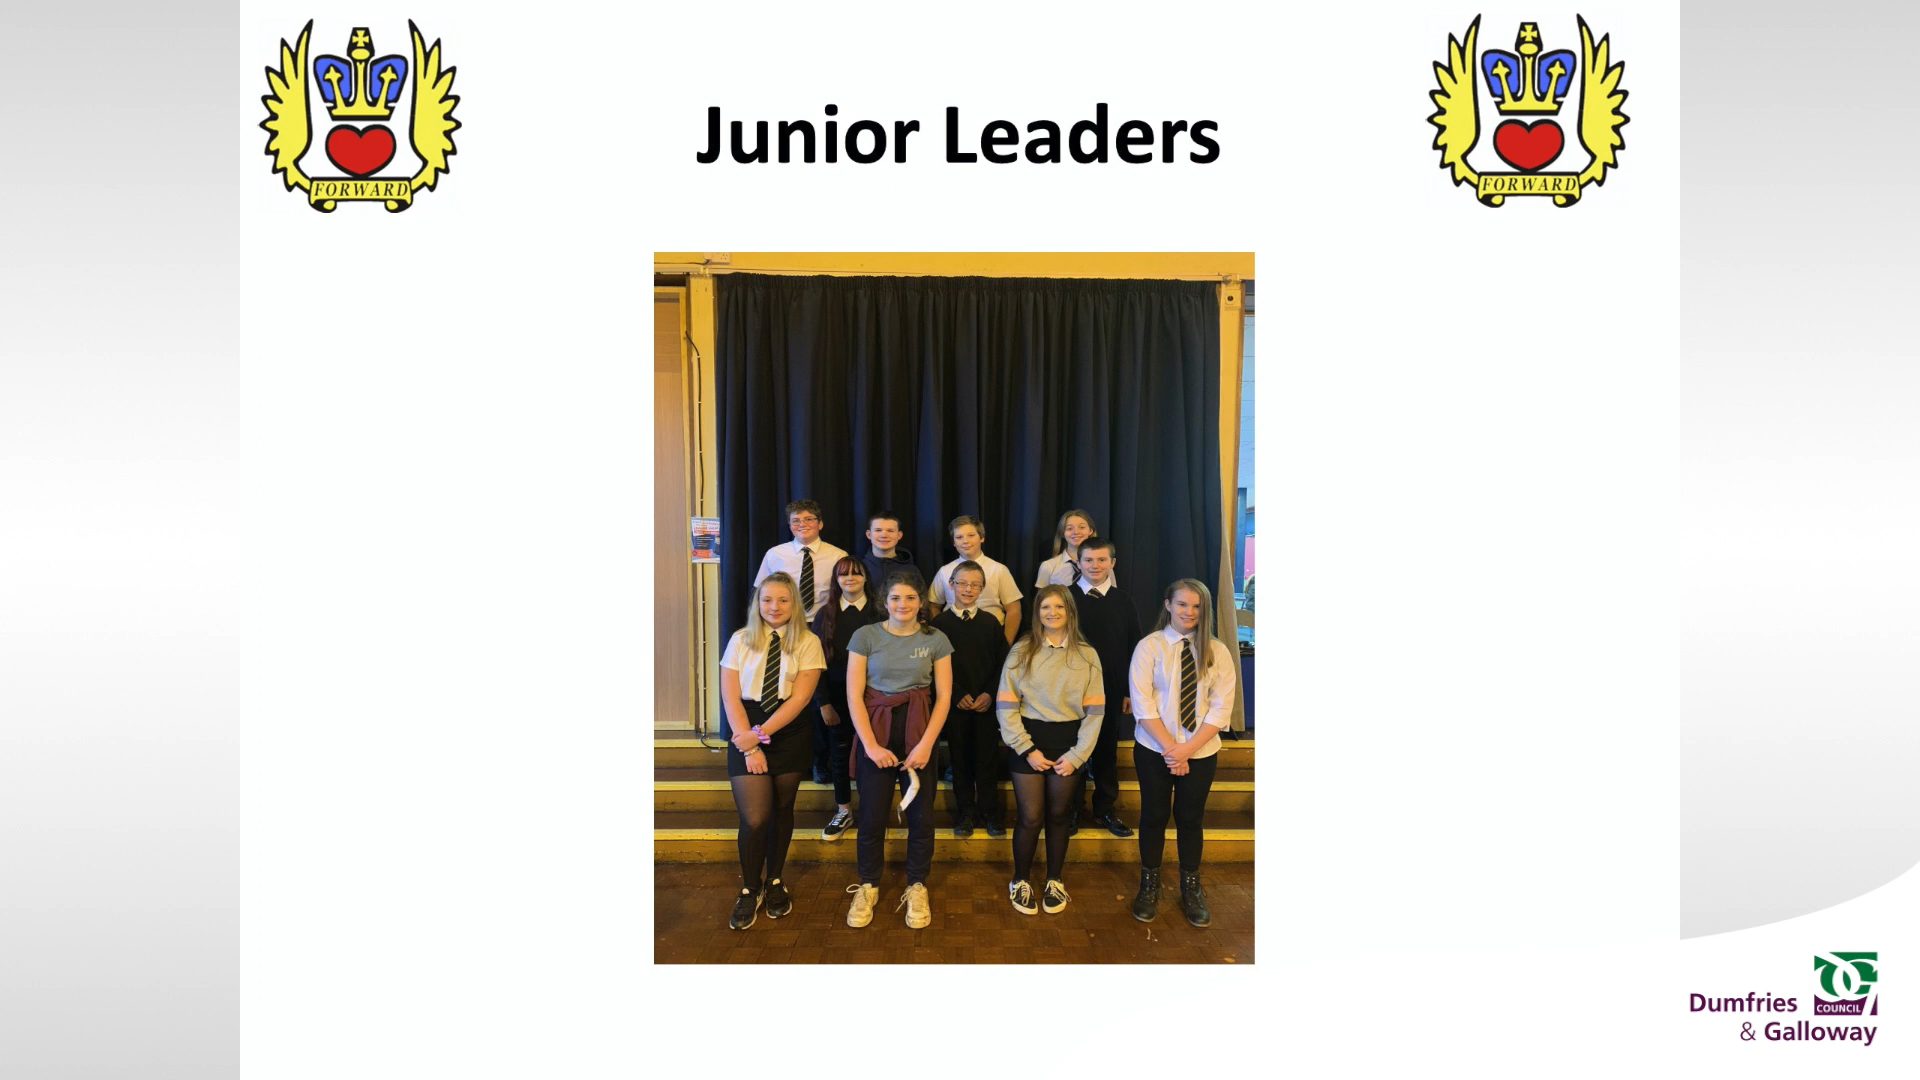 FORWARD
Junior Leaders
FORWARD
JW
Dumfries
COUNCIL
& Galloway